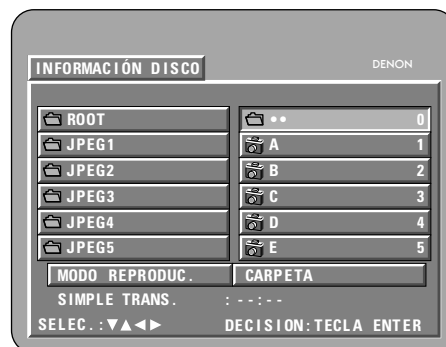 INFORMACIÓN DISCO
DENON
ROOT
•• 0
JPEG1
A 1
JPEG2
B 2
JPEG3
C 3
JPEG4
D 4
JPEG5
E 5
MODO REPRODUC. CARPETA
SIMPLE TRANS. :--:--
SELEC.:▼▲◄► DECISION:TECLA ENTER